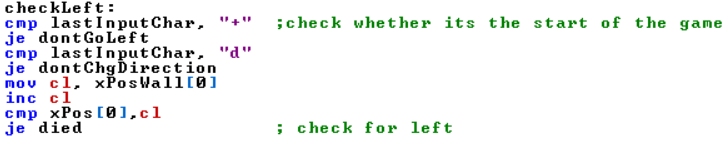 checkLeft:
cmp lastInputChar, "+" ;check whether its the start of the game
je dontGoLeft
cmp lastInputChar, "d"
je dontChgDirection
mov cl, xPosWall[0]
inc cl
cmp xPos[0],cl
je died ; check for left